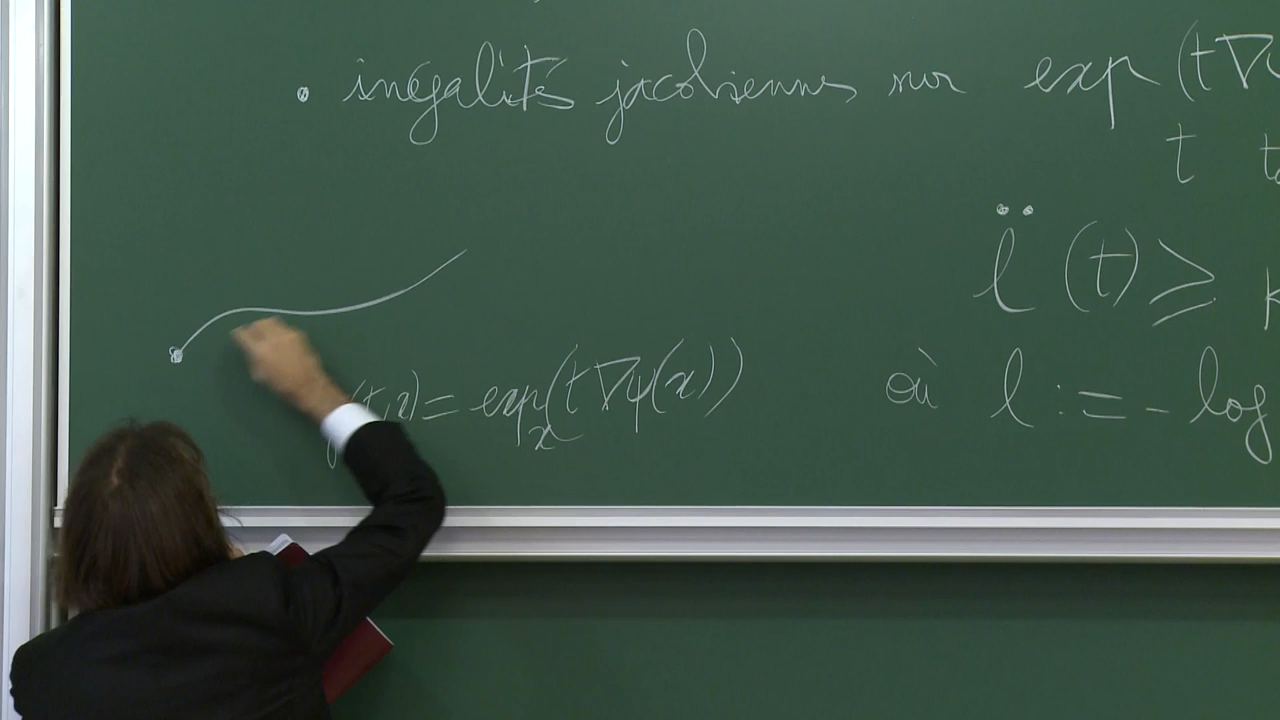 • inégalités jacobiennes sur exp (t∇
t
l̈ (t) ≥
(t,x) = exp_x(t∇ψ(x))
où l := - log